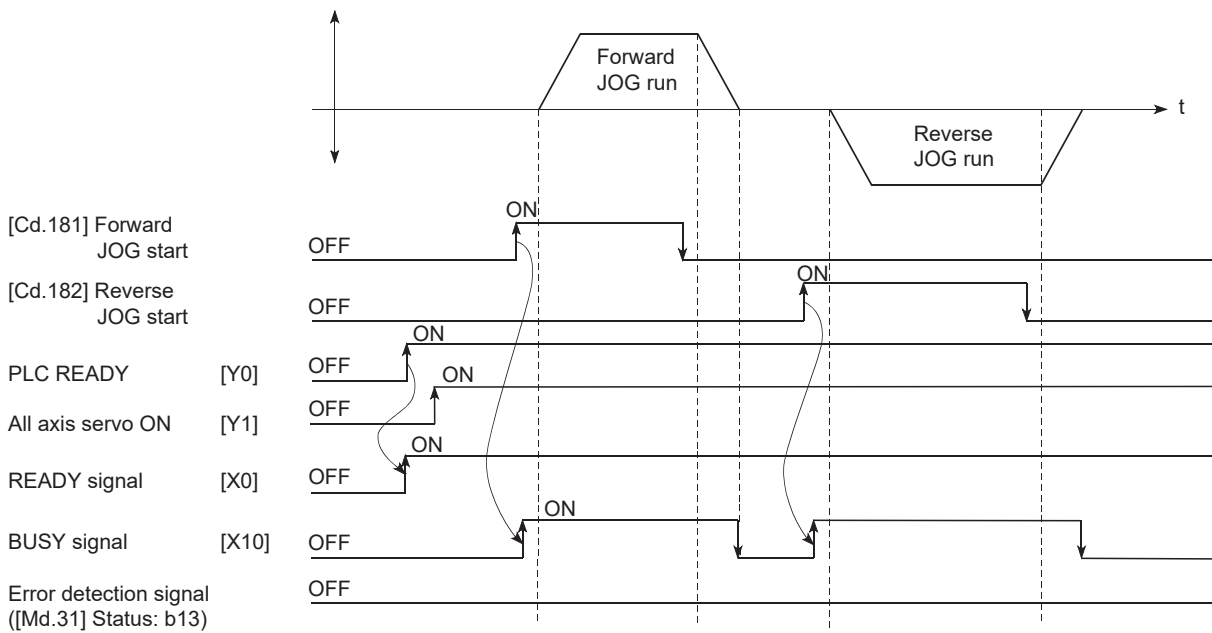 Forward
JOG run
t
Reverse
JOG run
[Cd.181] Forward
JOG start
OFF
ON
[Cd.182] Reverse
JOG start
OFF
ON
PLC READY [Y0]
OFF
ON
All axis servo ON [Y1]
OFF
ON
READY signal [X0]
OFF
ON
BUSY signal [X10]
OFF
ON
Error detection signal
([Md.31] Status: b13)
OFF